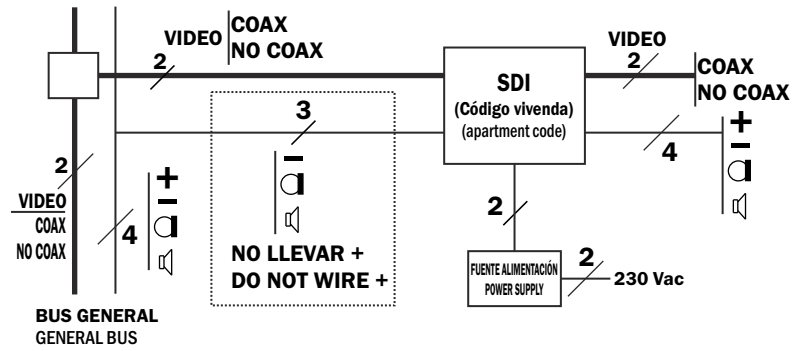 VIDEO
COAX
NO COAX
2
VIDEO
2
COAX
NO COAX
SDI
(Código vivenda)
(apartment code)
3
+
–
4
2
VIDEO
COAX
NO COAX
+
–
4
–
NO LLEVAR +
DO NOT WIRE +
2
FUENTE ALIMENTACIÓN
POWER SUPPLY
2
230 Vac
BUS GENERAL
GENERAL BUS